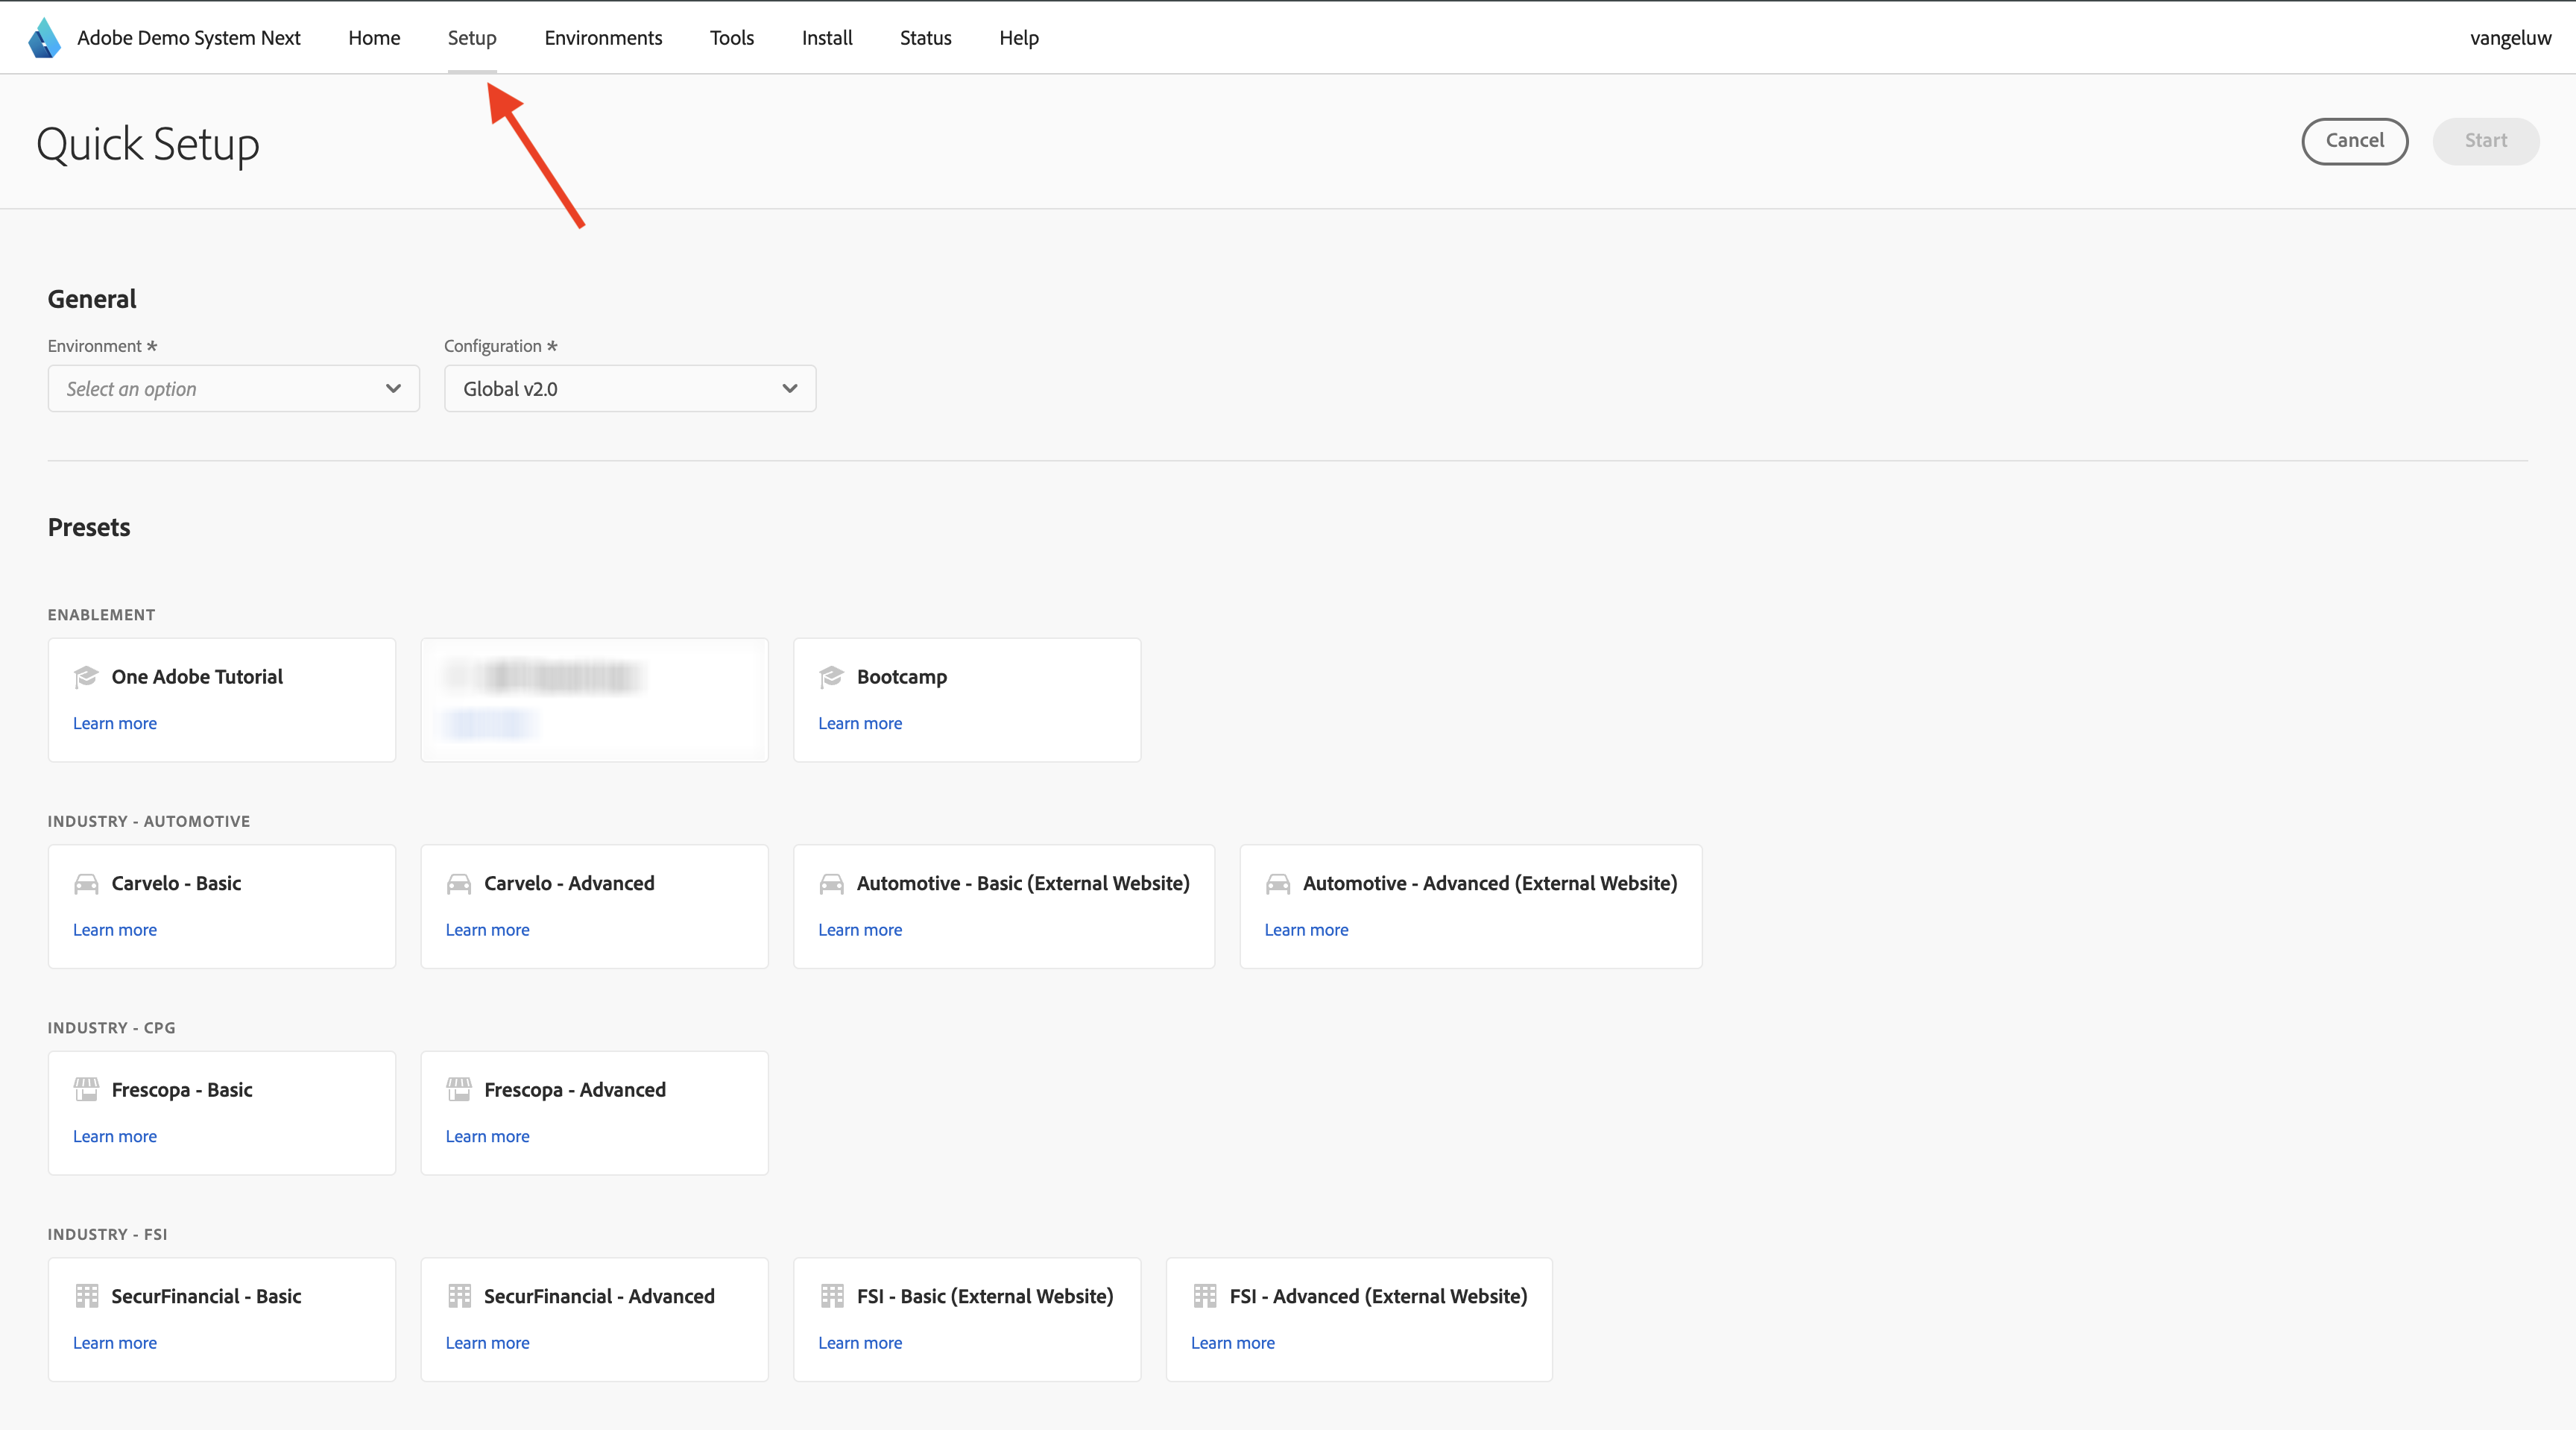 Adobe Demo System Next Home Setup Environments Tools Install Status Help vangeluw
Quick Setup Cancel Start
General
Environment * Configuration *
Select an option Global v2.0
Presets
ENABLEMENT
One Adobe Tutorial Bootcamp
Learn more Learn more
INDUSTRY - AUTOMOTIVE
Carvelo - Basic Carvelo - Advanced Automotive - Basic (External Website) Automotive - Advanced (External Website)
Learn more Learn more Learn more Learn more
INDUSTRY - CPG
Frescopa - Basic Frescopa - Advanced
Learn more Learn more
INDUSTRY - FSI
SecurFinancial - Basic SecurFinancial - Advanced FSI - Basic (External Website) FSI - Advanced (External Website)
Learn more Learn more Learn more Learn more